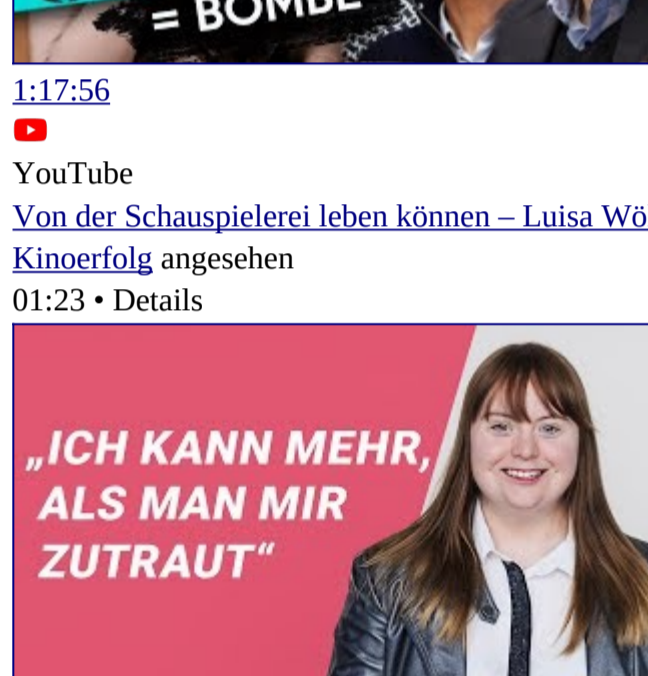 = BOMBE
1:17:56
YouTube
Von der Schauspielerei leben können – Luisa Wö
Kinoerfolg angesehen
01:23 • Details
„ICH KANN MEHR,
ALS MAN MIR
ZUTRAUT“